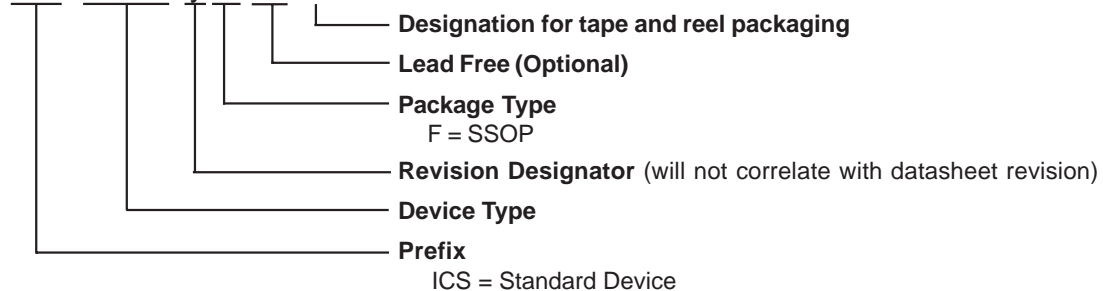 Designation for tape and reel packaging
Lead Free (Optional)
Package Type
F = SSOP
Revision Designator (will not correlate with datasheet revision)
Device Type
Prefix
ICS = Standard Device